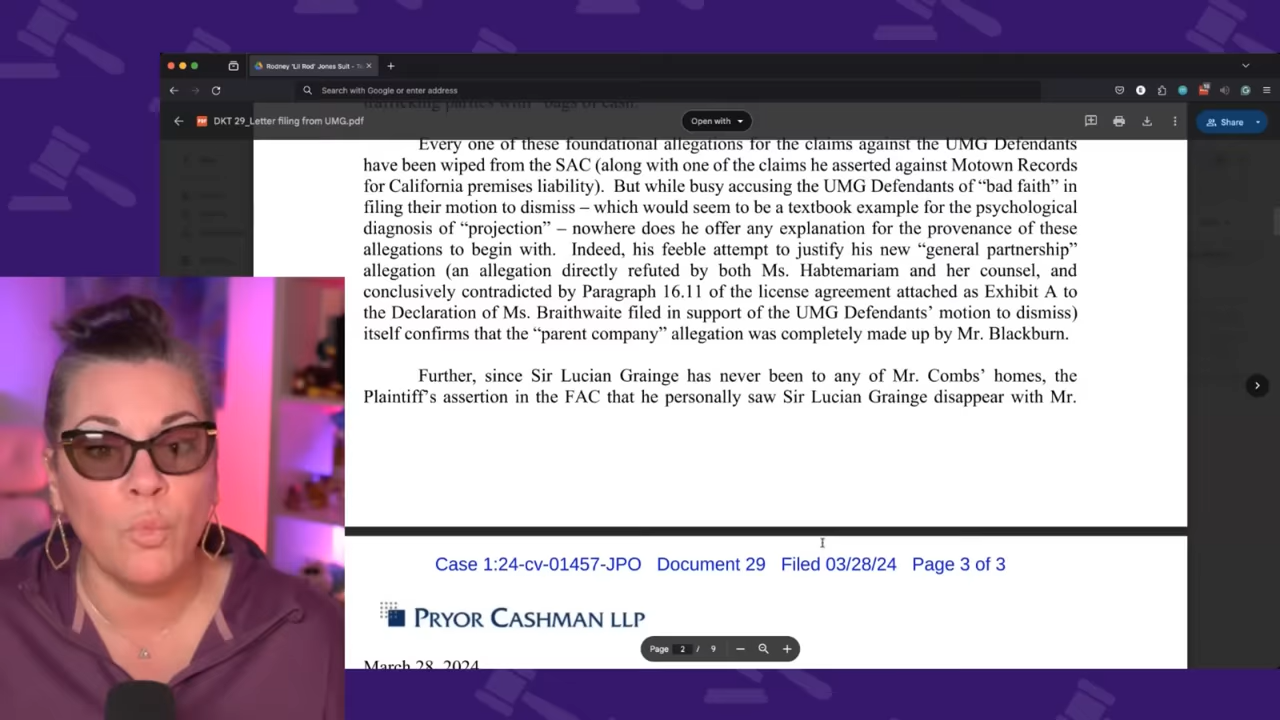 Rodney 'Lil Rod' Jones Suit - 
Search with Google or enter address
trafficking parties with "bags of cash."
DKT 29_Letter filing from UMG.pdf
Open with
Share
Every one of these foundational allegations for the claims against the UMG Defendants
have been wiped from the SAC (along with one of the claims he asserted against Motown Records
for California premises liability). But while busy accusing the UMG Defendants of “bad faith” in
filing their motion to dismiss – which would seem to be a textbook example for the psychological
diagnosis of “projection” – nowhere does he offer any explanation for the provenance of these
allegations to begin with. Indeed, his feeble attempt to justify his new “general partnership”
allegation (an allegation directly refuted by both Ms. Habtemariam and her counsel, and
conclusively contradicted by Paragraph 16.11 of the license agreement attached as Exhibit A to
the Declaration of Ms. Braithwaite filed in support of the UMG Defendants’ motion to dismiss)
itself confirms that the “parent company” allegation was completely made up by Mr. Blackburn.
Further, since Sir Lucian Grainge has never been to any of Mr. Combs’ homes, the
Plaintiff’s assertion in the FAC that he personally saw Sir Lucian Grainge disappear with Mr.
Case 1:24-cv-01457-JPO Document 29 Filed 03/28/24 Page 3 of 3
PRYOR CASHMAN LLP
Page 2 / 9
March 28, 2024